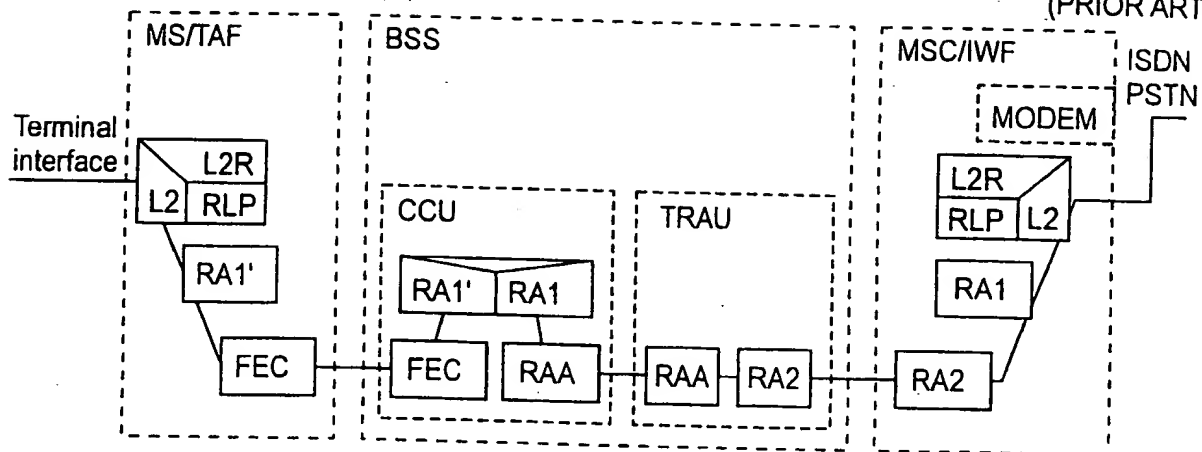 (PRIOR ART
MS/TAF
BSS
MSC/IWF
ISDN
PSTN
MODEM
Terminal
interface
L2R
L2
RLP
L2R
RLP
L2
CCU
TRAU
RA1'
RA1'
RA1
RA1
FEC
FEC
RAA
RAA
RA2
RA2